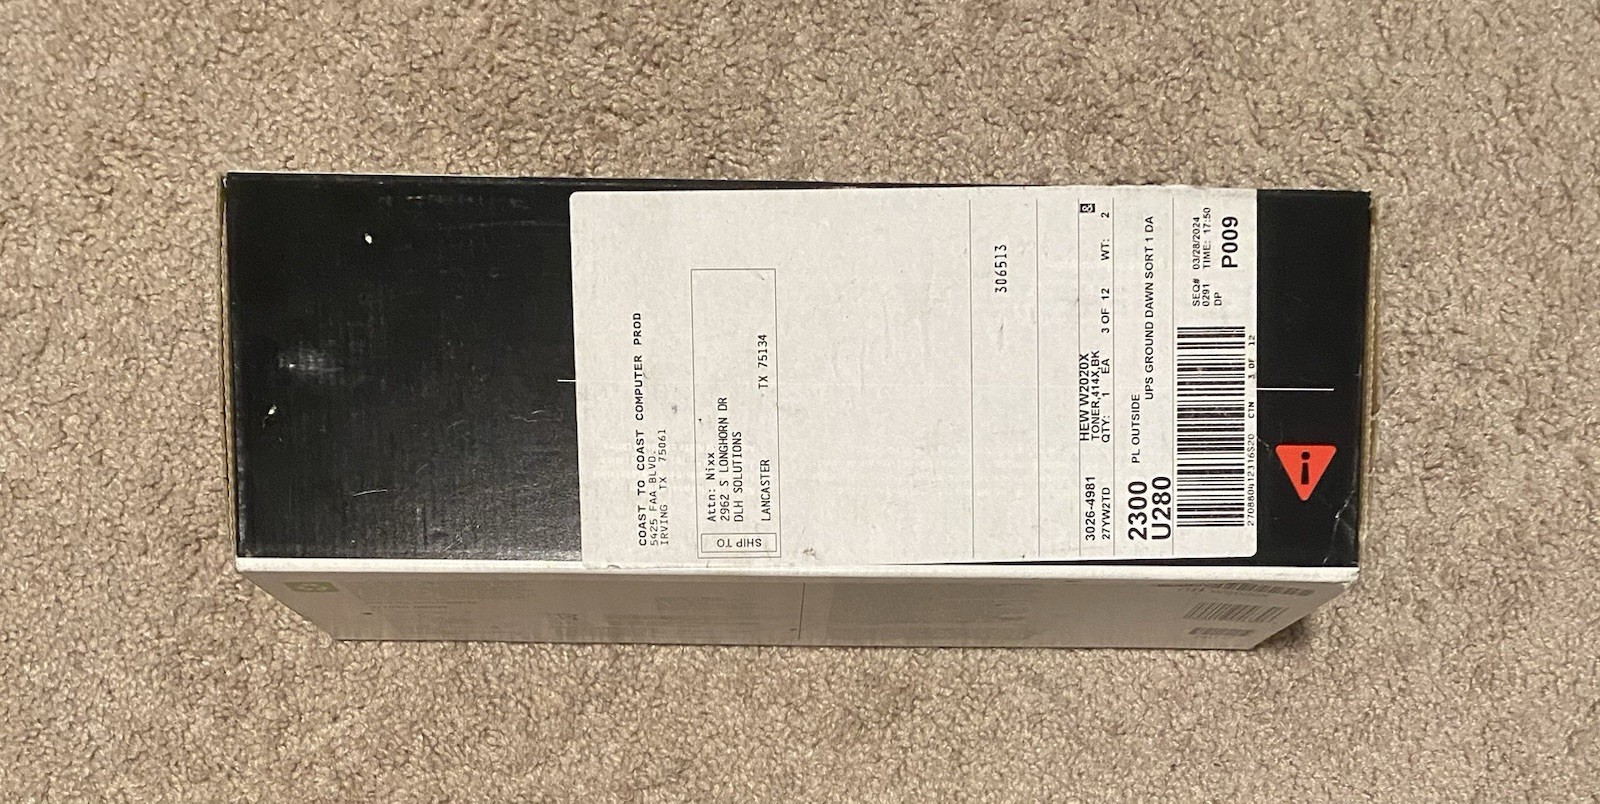 COAST TO COAST COMPUTER PROD
5425 FAA BLVD.
IRVING TX 75061
SHIP TO
Attn: Nixx
2962 S LONGHORN DR
DLH SOLUTIONS
LANCASTER TX 75134
306513
3026-4981 HEW W2020X &
27YW2TD TONER,414X,BK
QTY: 1 EA 3 OF 12 WT: 2
2300 PL OUTSIDE
U280 UPS GROUND DAWN SORT 1 DA
SEQ# 03/28/2024
0291 TIME: 17:50
DP P009
270880412316S20 CTN 3 OF 12